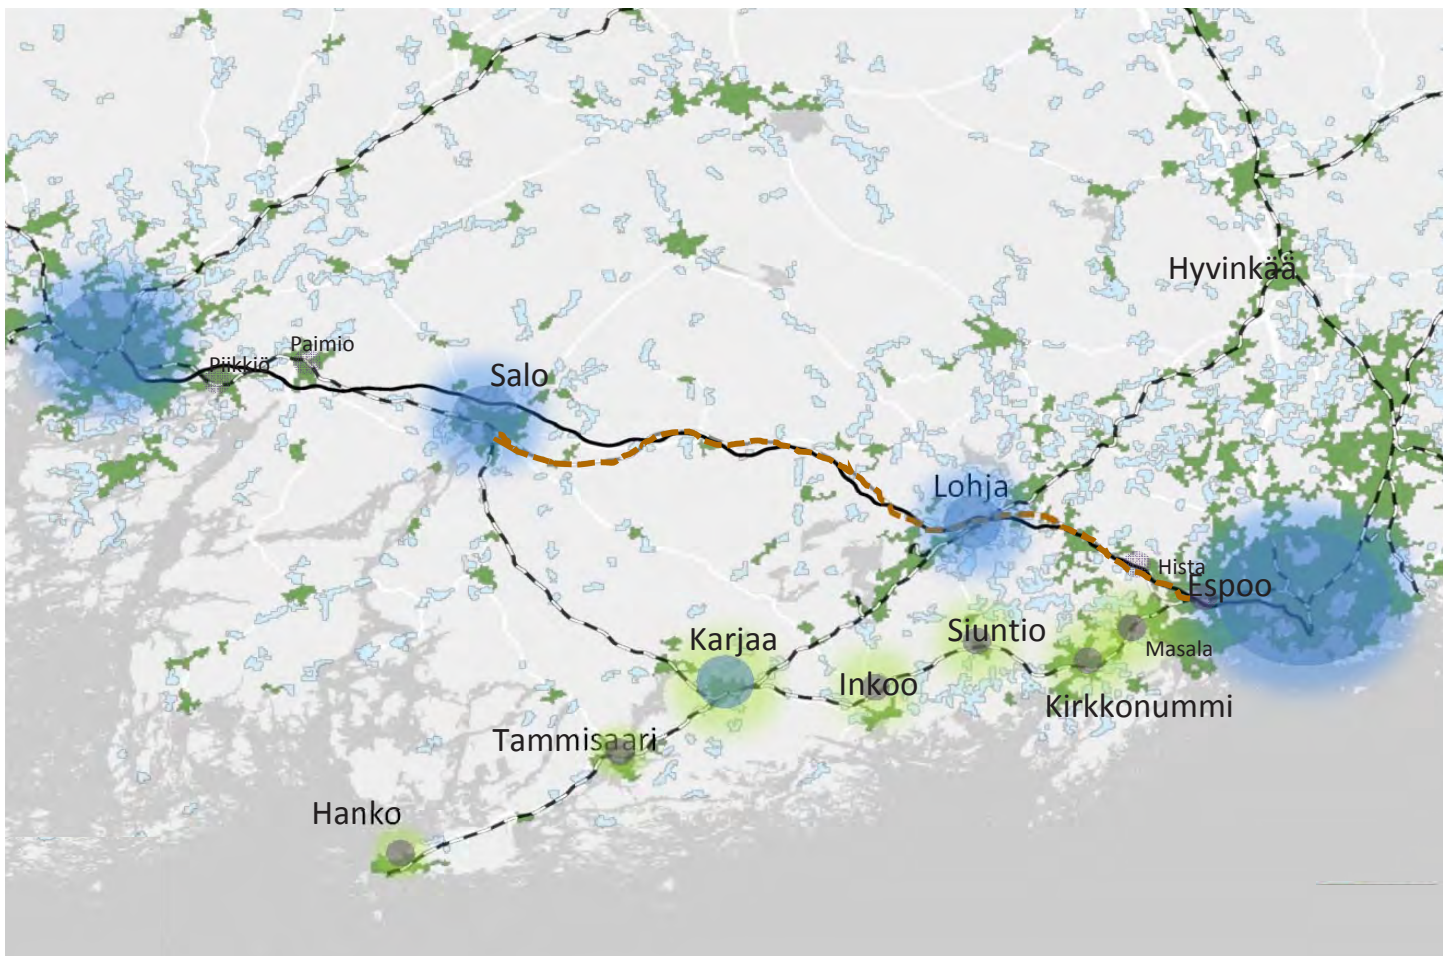 Hyvinkää
Paimio
Piikkiö
Salo
Lohja
Hista
Espoo
Karjaa
Siuntio
Masala
Inkoo
Kirkkonummi
Tammisaari
Hanko